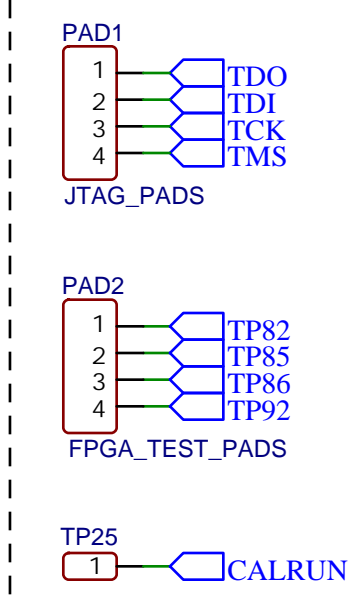 PAD1
1 TDO
2 TDI
3 TCK
4 TMS
JTAG_PADS
PAD2
1 TP82
2 TP85
3 TP86
4 TP92
FPGA_TEST_PADS
TP25
1 CALRUN